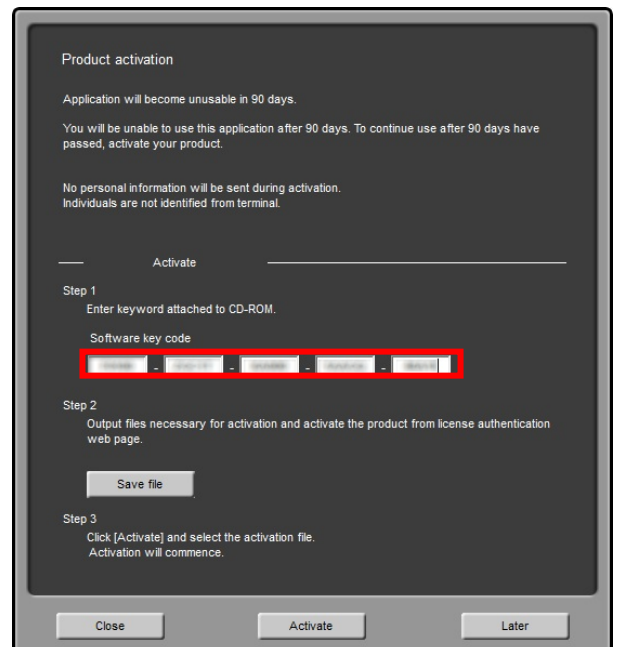 Product activation
Application will become unusable in 90 days.
You will be unable to use this application after 90 days. To continue use after 90 days have
passed, activate your product.
No personal information will be sent during activation.
Individuals are not identified from terminal.
Activate
Step 1
Enter keyword attached to CD-ROM.
Software key code
- - - -
Step 2
Output files necessary for activation and activate the product from license authentication
web page.
Save file
Step 3
Click [Activate] and select the activation file.
Activation will commence.
Close Activate Later